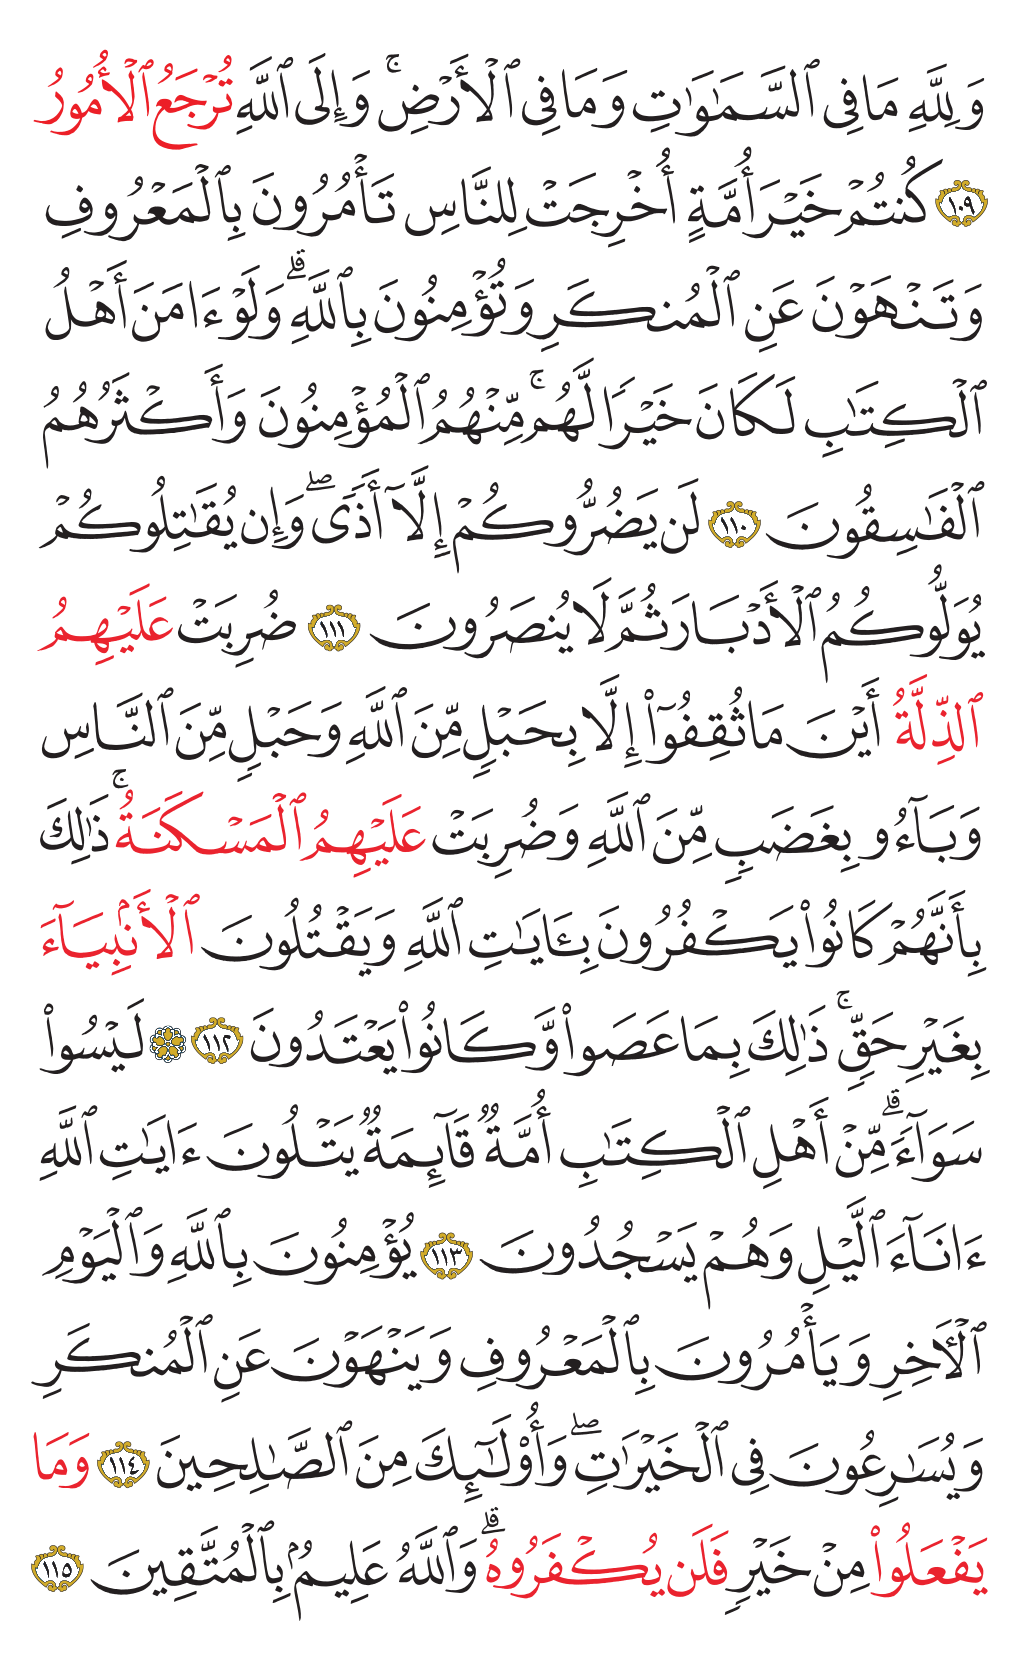 وَلِلَّهِ مَا فِى ٱلسَّمَـٰوَٰتِ وَمَا فِى ٱلْأَرْضِ ۚ وَإِلَى ٱللَّهِ تُرْجَعُ ٱلْأُمُورُ
١٠٩ كُنتُمْ خَيْرَ أُمَّةٍ أُخْرِجَتْ لِلنَّاسِ تَأْمُرُونَ بِٱلْمَعْرُوفِ
وَتَنْهَوْنَ عَنِ ٱلْمُنكَرِ وَتُؤْمِنُونَ بِٱللَّهِ ۗ وَلَوْ ءَامَنَ أَهْلُ
ٱلْكِتَـٰبِ لَكَانَ خَيْرًا لَّهُم ۚ مِّنْهُمُ ٱلْمُؤْمِنُونَ وَأَكْثَرُهُمُ
ٱلْفَـٰسِقُونَ ١١٠ لَن يَضُرُّوكُمْ إِلَّآ أَذًى ۖ وَإِن يُقَـٰتِلُوكُمْ
يُوَلُّوكُمُ ٱلْأَدْبَارَ ثُمَّ لَا يُنصَرُونَ ١١١ ضُرِبَتْ عَلَيْهِمُ
ٱلذِّلَّةُ أَيْنَ مَا ثُقِفُوٓا۟ إِلَّا بِحَبْلٍ مِّنَ ٱللَّهِ وَحَبْلٍ مِّنَ ٱلنَّاسِ
وَبَآءُو بِغَضَبٍ مِّنَ ٱللَّهِ وَضُرِبَتْ عَلَيْهِمُ ٱلْمَسْكَنَةُ ۚ ذَٰلِكَ
بِأَنَّهُمْ كَانُوا۟ يَكْفُرُونَ بِـَٔايَـٰتِ ٱللَّهِ وَيَقْتُلُونَ ٱلْأَنۢبِيَآءَ
بِغَيْرِ حَقٍّ ۚ ذَٰلِكَ بِمَا عَصَوا۟ وَّكَانُوا۟ يَعْتَدُونَ ١١٢ ۞ لَيْسُوا۟
سَوَآءً ۗ مِّنْ أَهْلِ ٱلْكِتَـٰبِ أُمَّةٌ قَآئِمَةٌ يَتْلُونَ ءَايَـٰتِ ٱللَّهِ
ءَانَآءَ ٱلَّيْلِ وَهُمْ يَسْجُدُونَ ١١٣ يُؤْمِنُونَ بِٱللَّهِ وَٱلْيَوْمِ
ٱلْـَٔاخِرِ وَيَأْمُرُونَ بِٱلْمَعْرُوفِ وَيَنْهَوْنَ عَنِ ٱلْمُنكَرِ
وَيُسَـٰرِعُونَ فِى ٱلْخَيْرَٰتِ ۖ وَأُو۟لَـٰٓئِكَ مِنَ ٱلصَّـٰلِحِينَ ١١٤ وَمَا
يَفْعَلُوا۟ مِنْ خَيْرٍ فَلَن يُكْفَرُوهُ ۗ وَٱللَّهُ عَلِيمٌۢ بِٱلْمُتَّقِينَ ١١٥